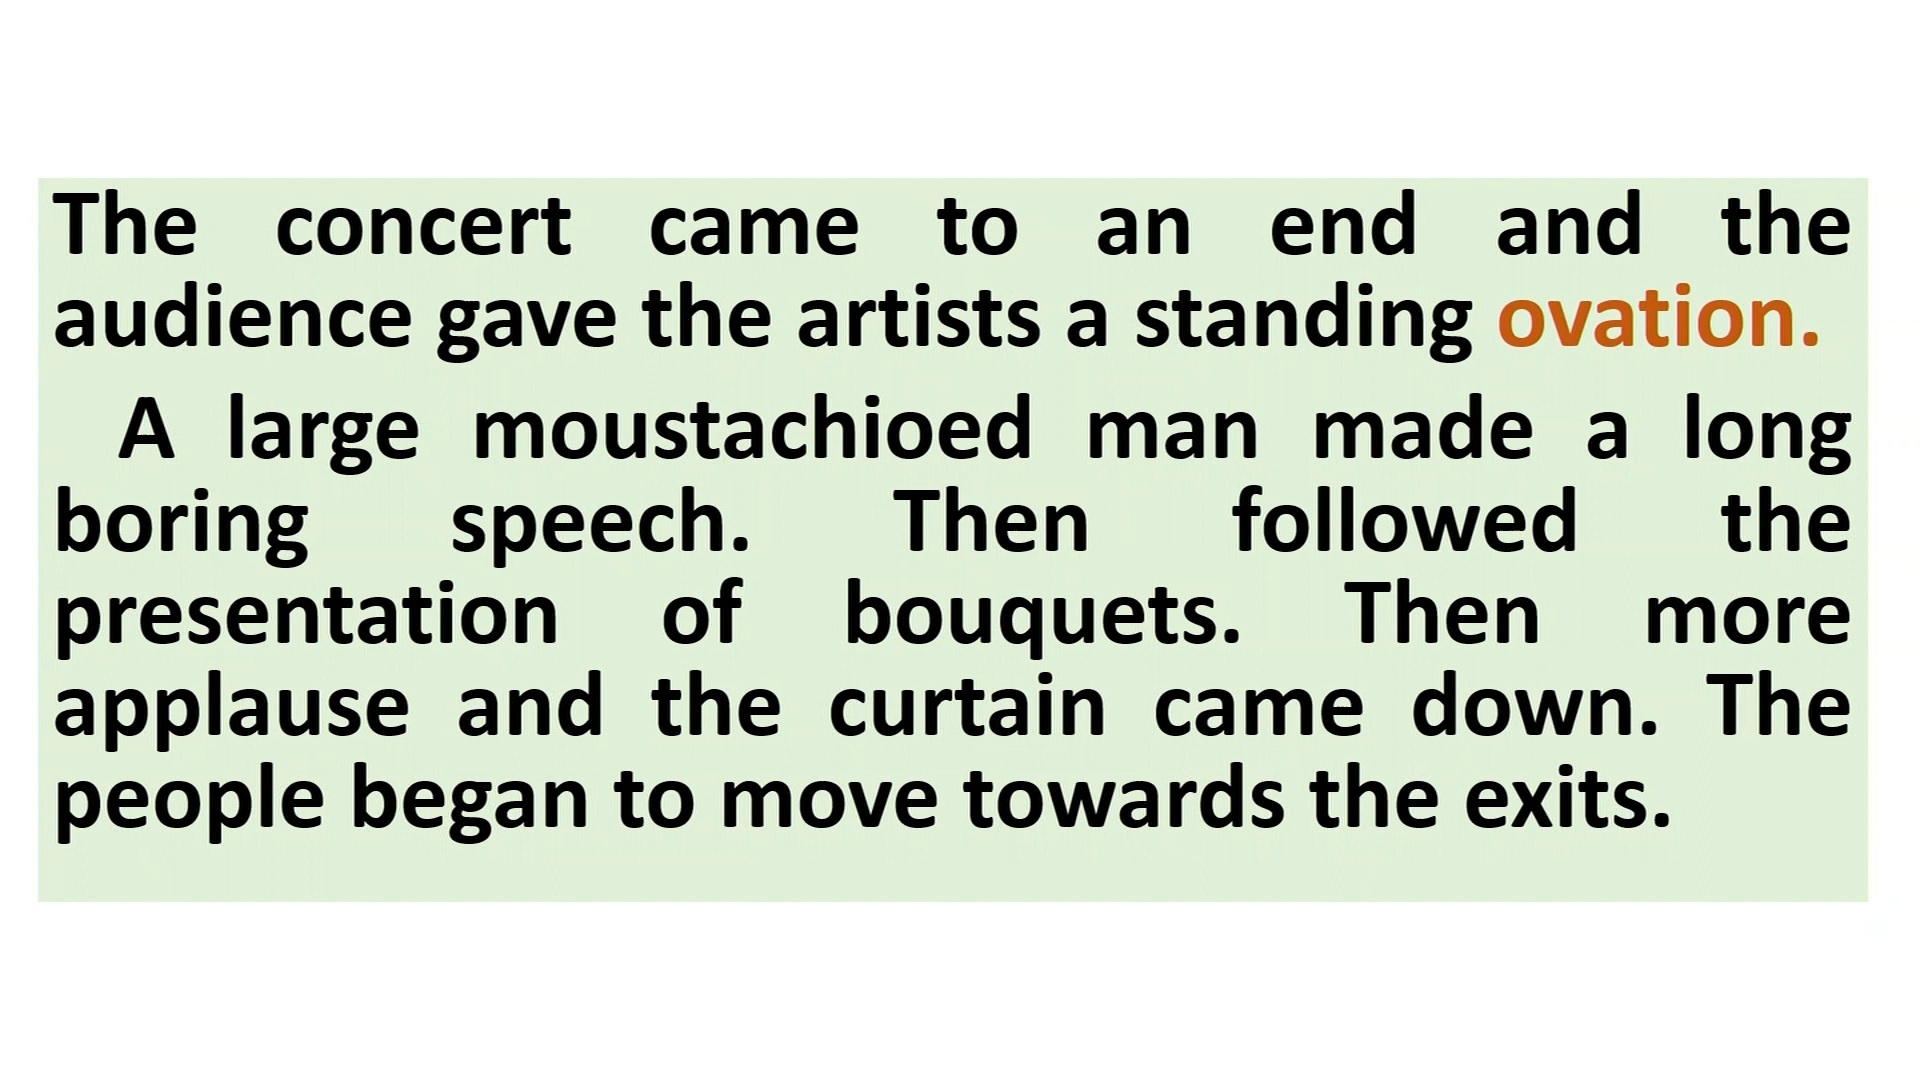 The concert came to an end and the
audience gave the artists a standing ovation.
A large moustachioed man made a long
boring speech. Then followed the
presentation of bouquets. Then more
applause and the curtain came down. The
people began to move towards the exits.